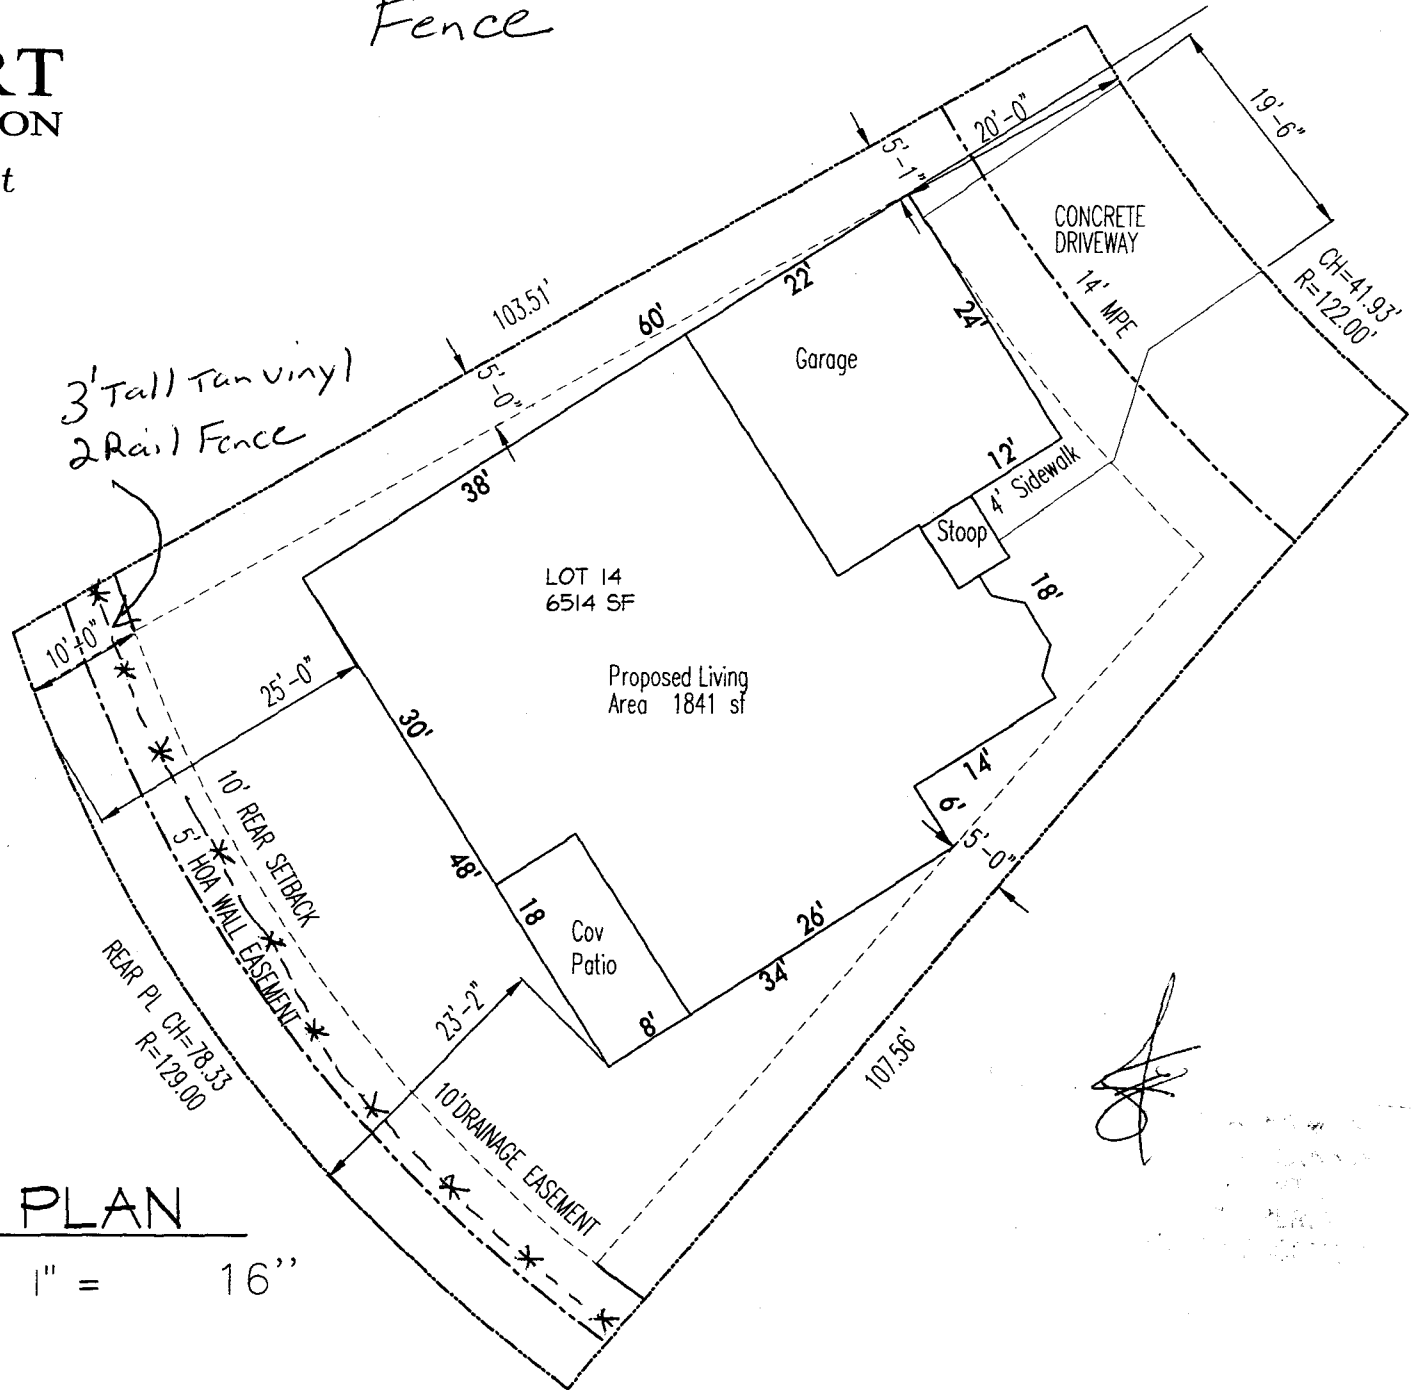 Fence
RT
ON
t
20'-0"
19'-6"
5'-1"
CONCRETE
DRIVEWAY
CH=41.93'
R=122.00'
14' MPE
103.51'
60'
22'
24'
Garage
5'-0"
3' Tall Tan vinyl
2 Rail Fence
38'
12'
4' Sidewalk
Stoop
18'
LOT 14
6514 SF
10'-0"
25'-0"
Proposed Living
Area 1841 sf
30'
14'
6'
5'-0"
10' REAR SETBACK
5' HOA WALL EASEMENT
48'
18
Cov
Patio
26'
34'
8'
23'-2"
REAR PL CH=78.33
R=129.00
107.56'
10'DRAINAGE EASEMENT
PLAN
1" = 16''